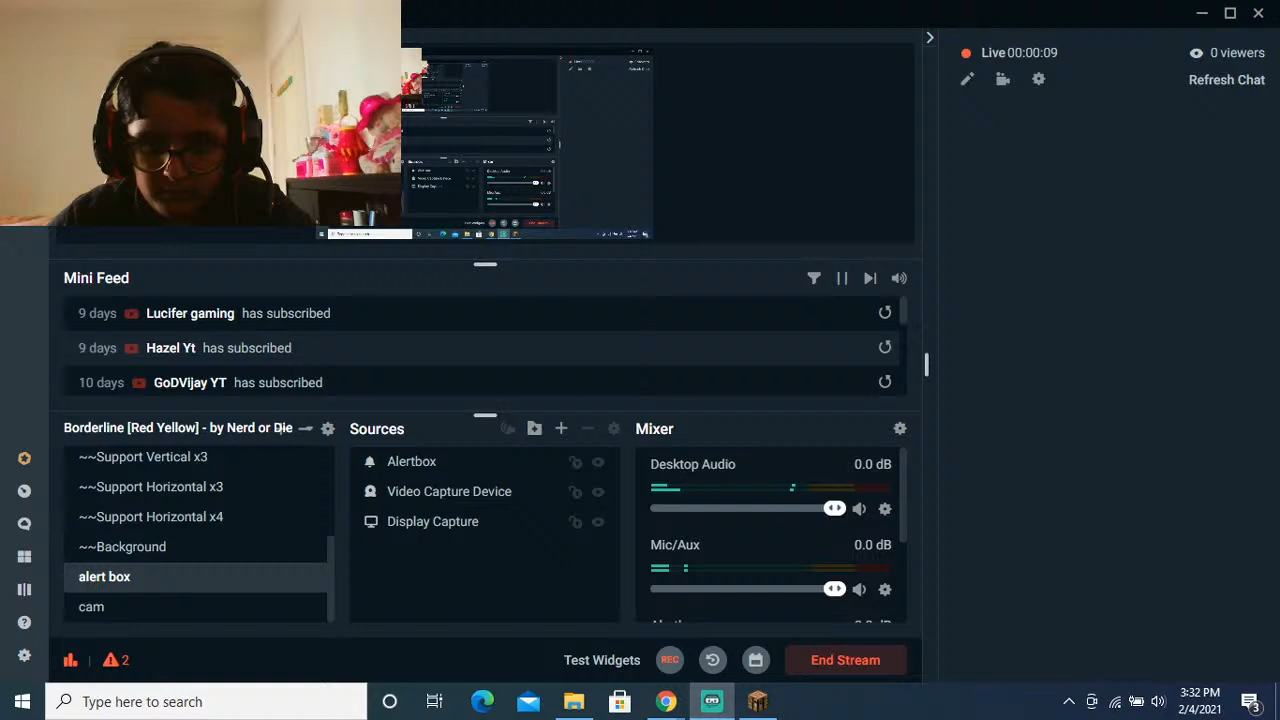 Live 00:00:09
0 viewers
Refresh Chat
Mini Feed
9 days Lucifer gaming has subscribed
9 days Hazel Yt has subscribed
10 days GoDVijay YT has subscribed
Borderline [Red Yellow] - by Nerd or Die
~~Support Vertical x3
~~Support Horizontal x3
~~Support Horizontal x4
~~Background
alert box
cam
Sources
Alertbox
Video Capture Device
Display Capture
Mixer
Desktop Audio 0.0 dB
Mic/Aux 0.0 dB
2
Test Widgets
REC
End Stream
Type here to search
3:32 PM
2/4/2021
3